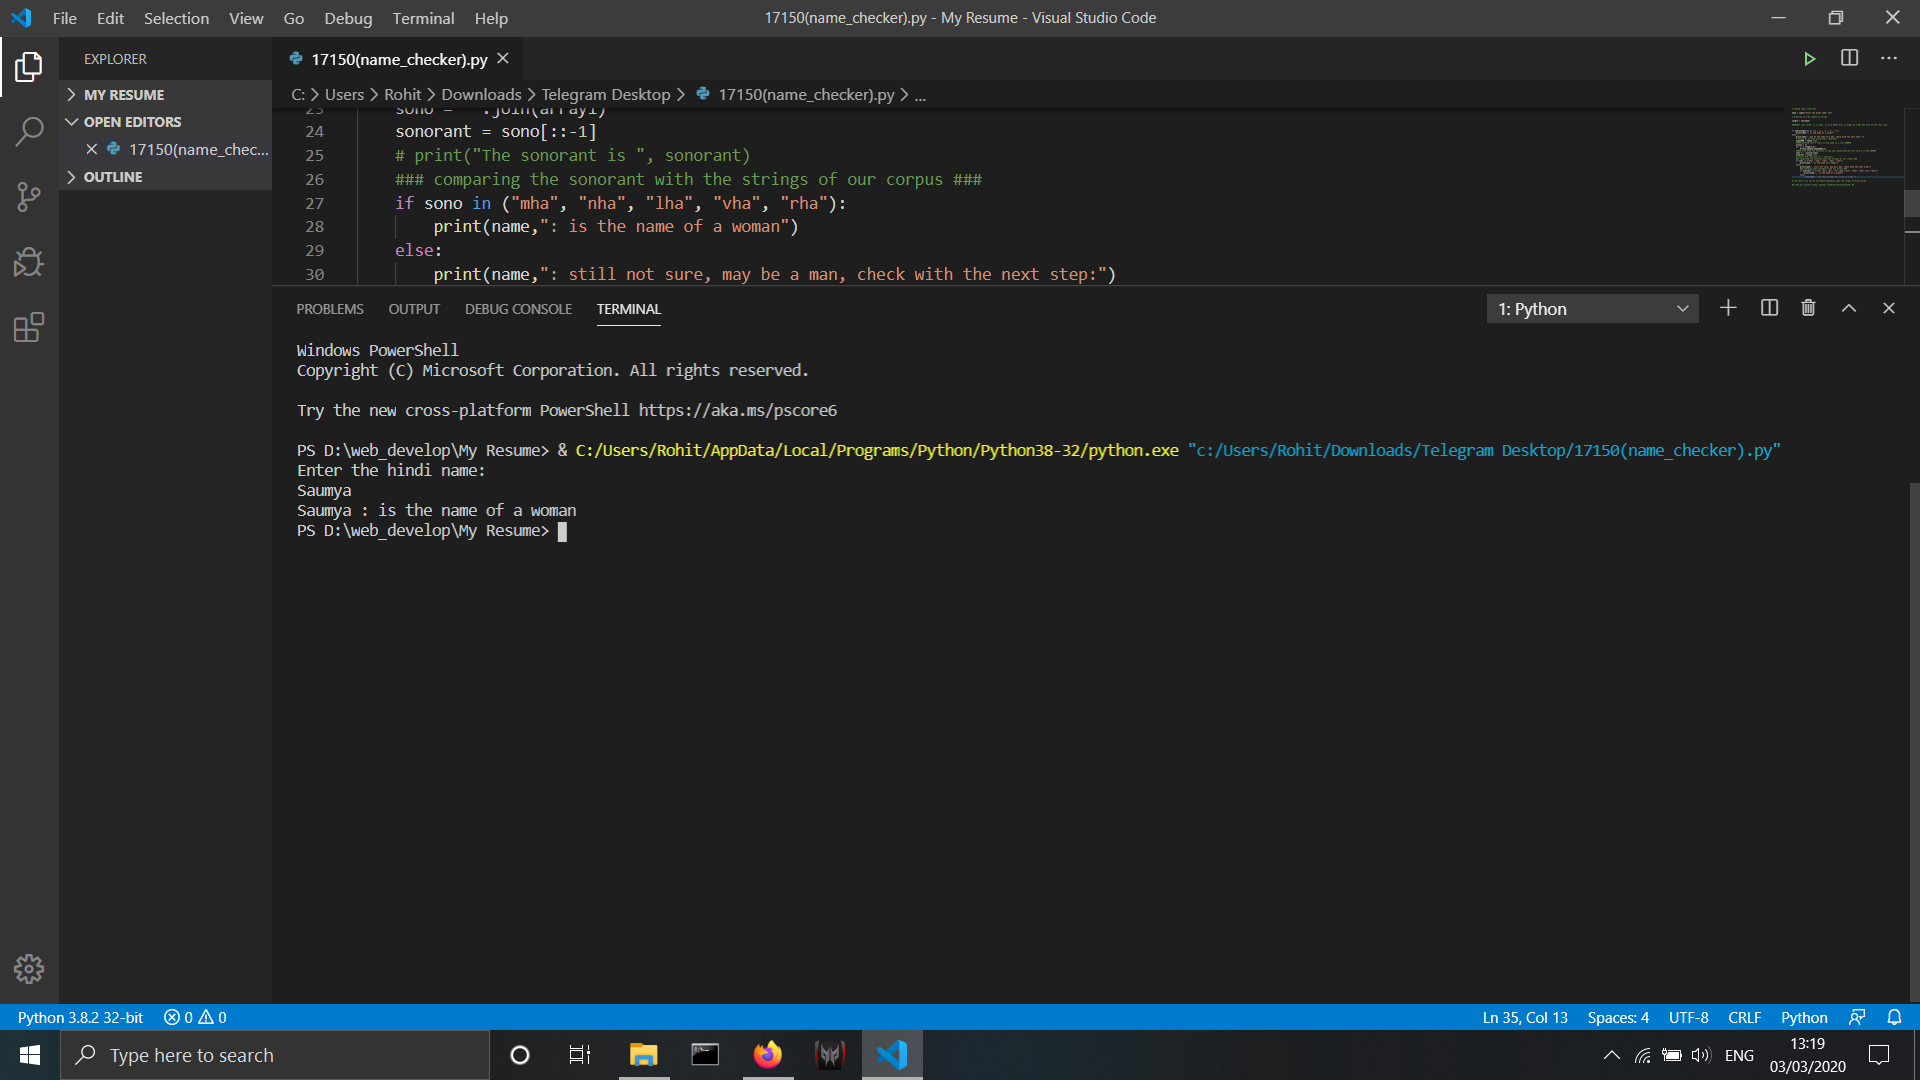 File Edit Selection View Go Debug Terminal Help
17150(name_checker).py - My Resume - Visual Studio Code
EXPLORER
MY RESUME
OPEN EDITORS
17150(name_chec...
OUTLINE
17150(name_checker).py
C: > Users > Rohit > Downloads > Telegram Desktop > 17150(name_checker).py > ...
24 sonorant = sono[::-1]
25 # print("The sonorant is ", sonorant)
26 ### comparing the sonorant with the strings of our corpus ###
27 if sono in ("mha", "nha", "lha", "vha", "rha"):
28 print(name,": is the name of a woman")
29 else:
30 print(name,": still not sure, may be a man, check with the next step:")
PROBLEMS OUTPUT DEBUG CONSOLE TERMINAL
1: Python
Windows PowerShell
Copyright (C) Microsoft Corporation. All rights reserved.
Try the new cross-platform PowerShell https://aka.ms/pscore6
PS D:\web_develop\My Resume> & C:/Users/Rohit/AppData/Local/Programs/Python/Python38-32/python.exe "c:/Users/Rohit/Downloads/Telegram Desktop/17150(name_checker).py"
Enter the hindi name:
Saumya
Saumya : is the name of a woman
PS D:\web_develop\My Resume>
Python 3.8.2 32-bit 0 0
Ln 35, Col 13 Spaces: 4 UTF-8 CRLF Python
Type here to search
ENG
13:19
03/03/2020